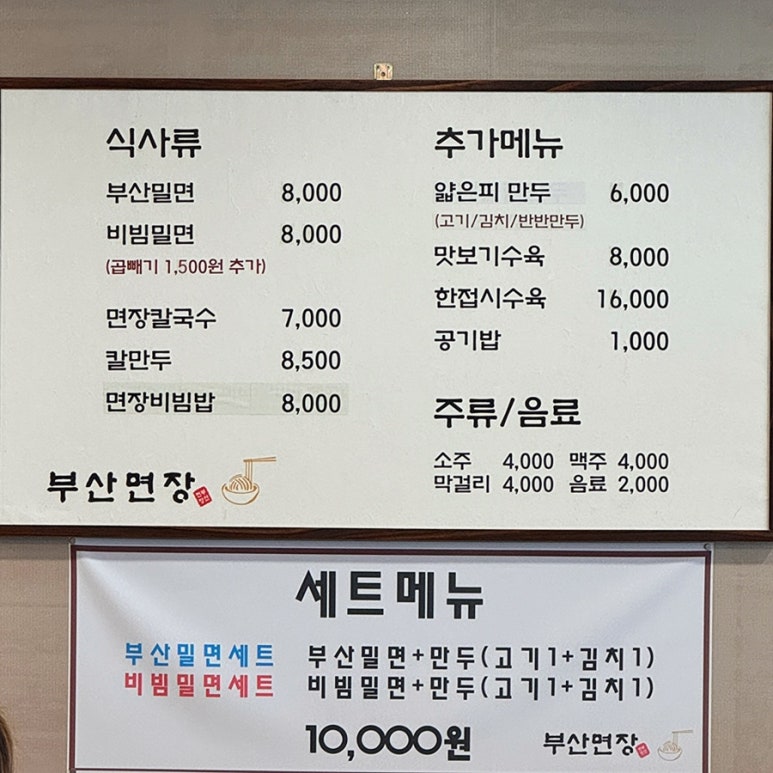 식사류
부산밀면 8,000
비빔밀면 8,000
(곱빼기 1,500원 추가)
면장칼국수 7,000
칼만두 8,500
면장비빔밥 8,000
부산면장
추가메뉴
얇은피 만두 6,000
(고기/김치/반반만두)
맛보기수육 8,000
한접시수육 16,000
공기밥 1,000
주류/음료
소주 4,000 맥주 4,000
막걸리 4,000 음료 2,000
세트메뉴
부산밀면세트 부산밀면+만두(고기1+김치1)
비빔밀면세트 비빔밀면+만두(고기1+김치1)
10,000원
부산면장